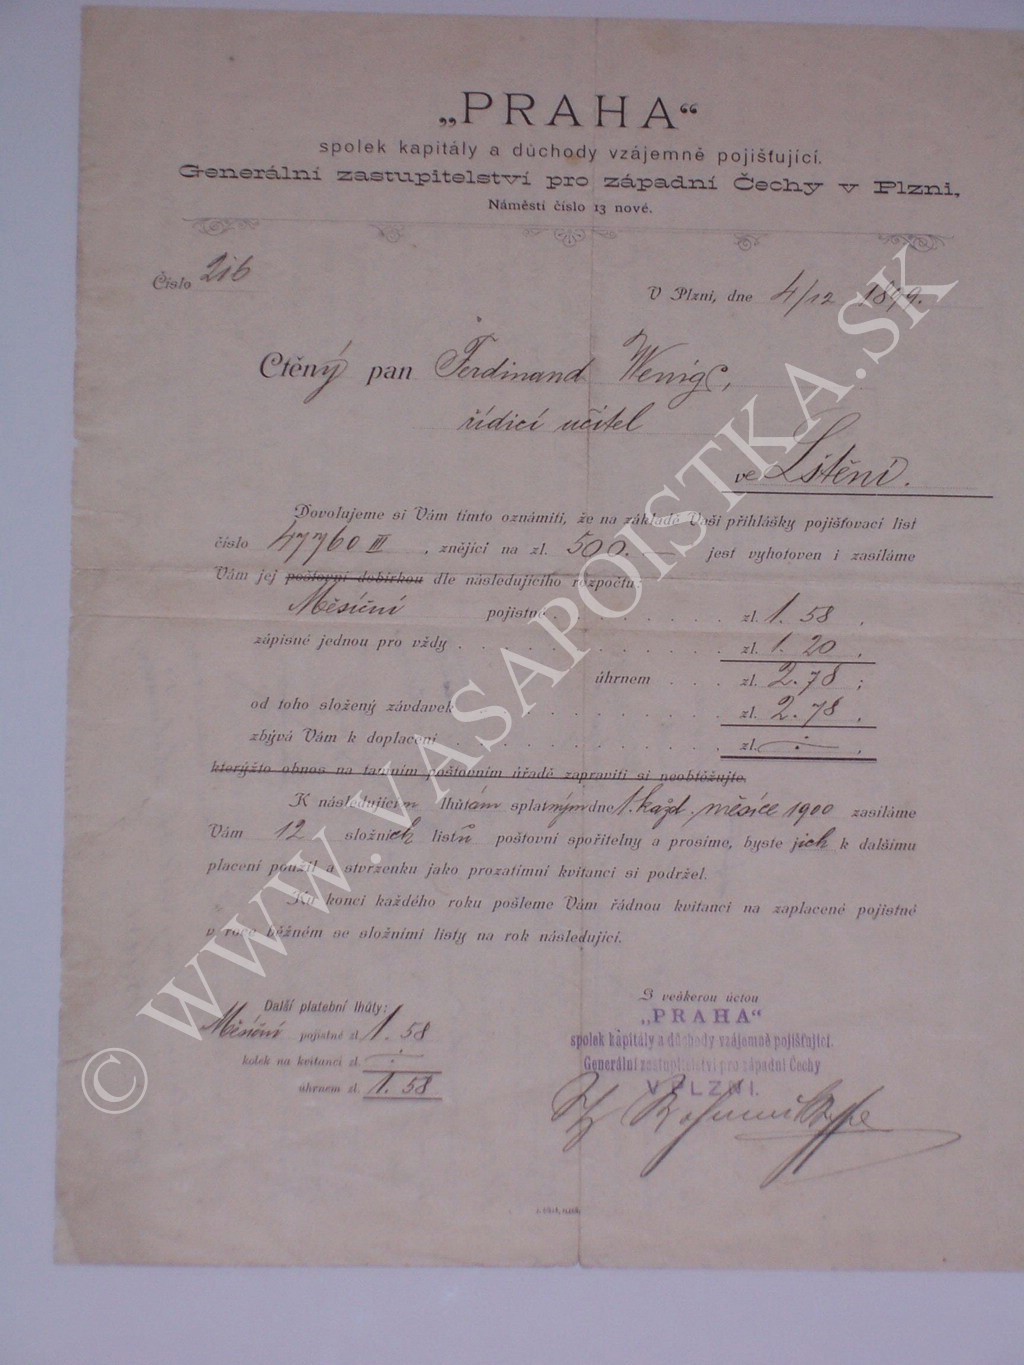 „PRAHA“
spolek kapitály a důchody vzájemně pojišťující.
Generální zastupitelství pro západní Čechy v Plzni,
Náměstí číslo 13 nové.
Číslo 216
V Plzni, dne 4/12 1899.
Ctěný pan Ferdinand Wenig,
řídící učitel
ve Lštění.
Dovolujeme si Vám tímto oznámiti, že na základě Vaší přihlášky pojišťovací list
číslo 47760 III, znějící na zl. 500.— jest vyhotoven i zasíláme
Vám jej poštovní dobírkou dle následujícího rozpočtu:
Měsíční pojistné . . . . . . . . zl. 1.58,
zápisné jednou pro vždy . . . . . . . . . . . . zl. 1.20,
úhrnem . . . zl. 2.78;
od toho složený závdavek . . . . . . . . . . . zl. 2.78,
zbývá Vám k doplacení . . . . . . . . . . . . zl. —.—,
kterýžto obnos na tamním poštovním úřadě zapraviti si neobtěžujte.
K následujícím lhůtám splatným dne 1. každ. měsíce 1900 zasíláme
Vám 12 složních listů poštovní spořitelny a prosíme, byste jich k dalšímu
placení použil a stvrzenku jako prozatímní kvitanci si podržel.
Ku konci každého roku pošleme Vám řádnou kvitanci na zaplacené pojistné
v roce běžném se složními listy na rok následující.
Další platební lhůty:
Měsíční pojistné zl. 1.58
kolek na kvitanci zl. —.—
úhrnem zl. 1.58
S veškerou úctou
„PRAHA“
spolek kapitály a důchody vzájemně pojišťující.
Generální zastupitelství pro západní Čechy
V PLZNI.
© WWW.VASAPOISTKA.SK